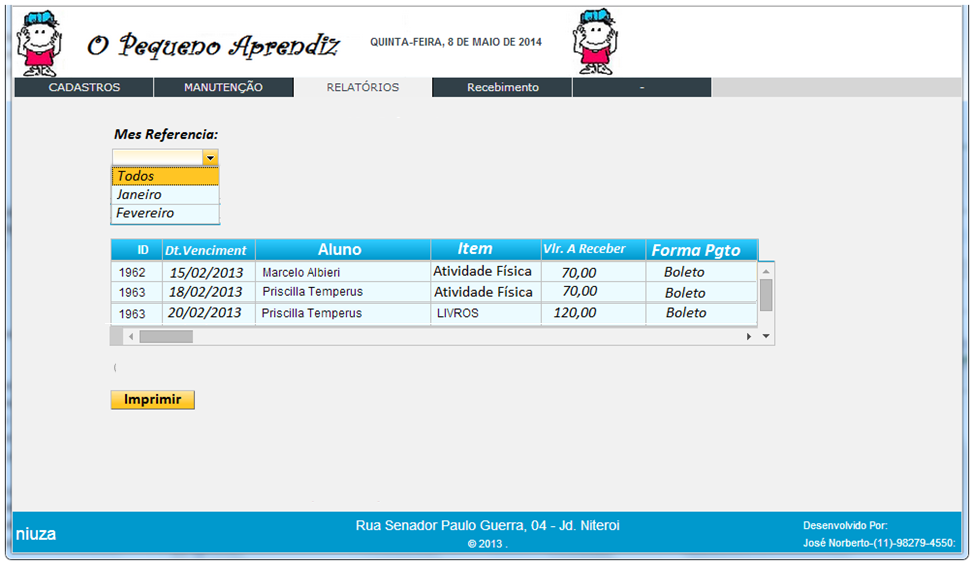 O Pequeno Aprendiz
QUINTA-FEIRA, 8 DE MAIO DE 2014
CADASTROS MANUTENÇÃO RELATÓRIOS Recebimento -
Mes Referencia:
Todos
Janeiro
Fevereiro
ID Dt.Venciment Aluno Item Vlr. A Receber Forma Pgto
1962 15/02/2013 Marcelo Albieri Atividade Física 70,00 Boleto
1963 18/02/2013 Priscilla Temperus Atividade Física 70,00 Boleto
1963 20/02/2013 Priscilla Temperus LIVROS 120,00 Boleto
(
Imprimir
niuza
Rua Senador Paulo Guerra, 04 - Jd. Niteroi
© 2013 .
Desenvolvido Por:
José Norberto-(11)-98279-4550: